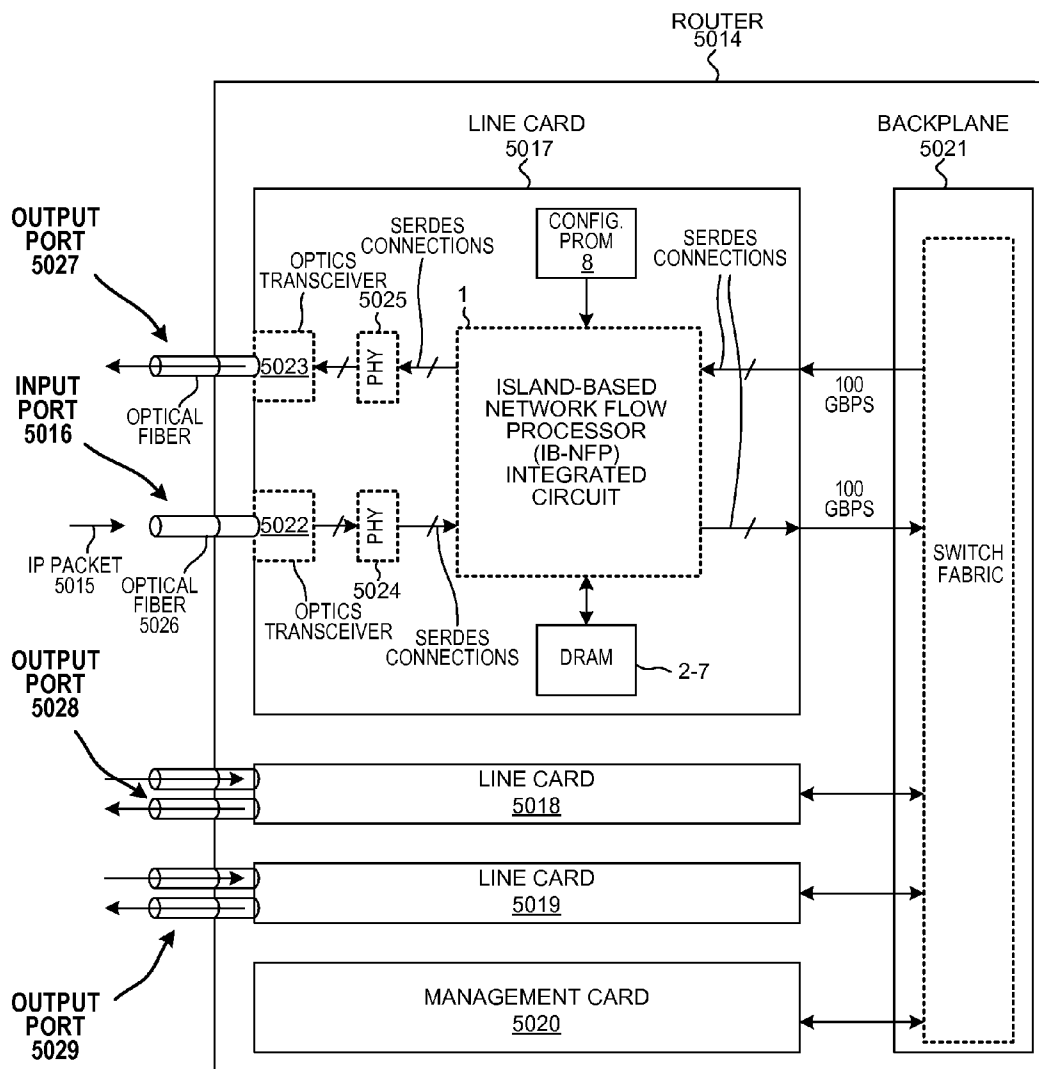 ROUTER
5014
LINE CARD
5017
BACKPLANE
5021
OUTPUT
PORT
5027
OPTICS
TRANSCEIVER
5025
SERDES
CONNECTIONS
CONFIG.
PROM
8
SERDES
CONNECTIONS
1
5023
PHY
OPTICAL
FIBER
INPUT
PORT
5016
ISLAND-BASED
NETWORK FLOW
PROCESSOR
(IB-NFP)
INTEGRATED
CIRCUIT
100
GBPS
100
GBPS
SWITCH
FABRIC
IP PACKET
5015
OPTICAL
FIBER
5026
5022
PHY
5024
OPTICS
TRANSCEIVER
SERDES
CONNECTIONS
DRAM
2-7
OUTPUT
PORT
5028
LINE CARD
5018
LINE CARD
5019
OUTPUT
PORT
5029
MANAGEMENT CARD
5020